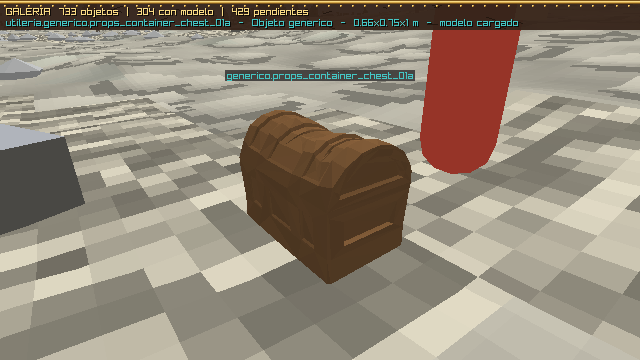 GALERÍA  733 objetos | 304 con modelo | 429 pendientes
utileria.generico.props_container_chest_01a  -  Objeto generico  -  0.66x0.75x1 m  -  modelo cargado
generico.props_container_chest_01a